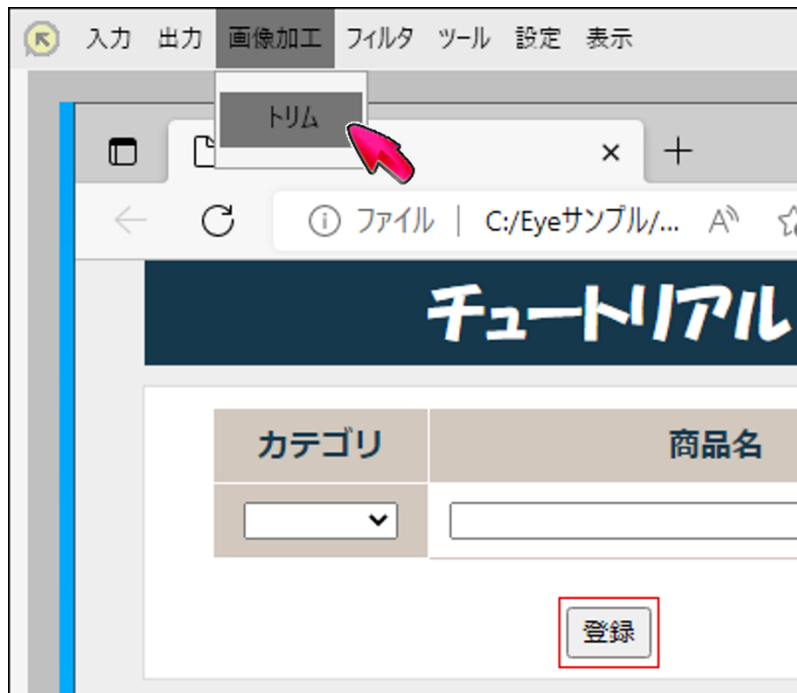 入力 出力 画像加工 フィルタ ツール 設定 表示
トリム
ファイル | C:/Eyeサンプル/... A
チュートリアル
カテゴリ 商品名
登録